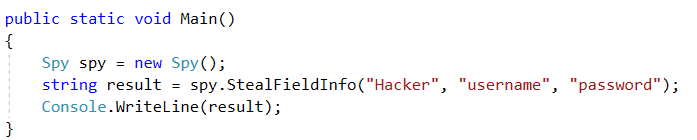 public static void Main()
{
    Spy spy = new Spy();
    string result = spy.StealFieldInfo("Hacker", "username", "password");
    Console.WriteLine(result);
}